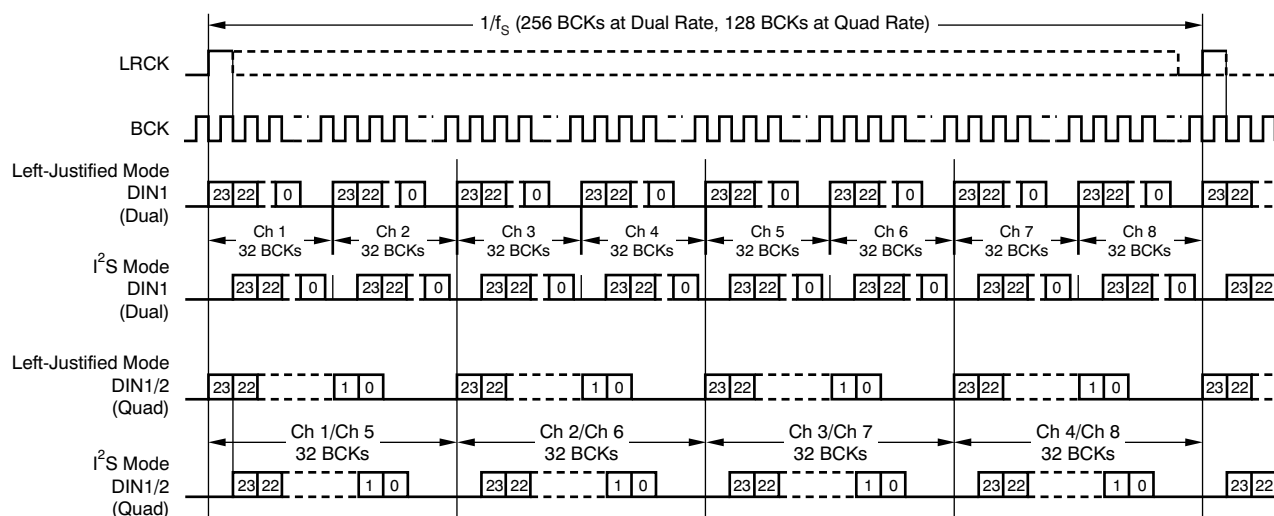 1/fS (256 BCKs at Dual Rate, 128 BCKs at Quad Rate)
LRCK
BCK
Left-Justified Mode
DIN1
(Dual)
23 22 0 23 22 0 23 22 0 23 22 0 23 22 0 23 22 0 23 22 0 23 22 0 23 22
Ch 1 Ch 2 Ch 3 Ch 4 Ch 5 Ch 6 Ch 7 Ch 8
32 BCKs 32 BCKs 32 BCKs 32 BCKs 32 BCKs 32 BCKs 32 BCKs 32 BCKs
I2S Mode
DIN1
(Dual)
23 22 0 23 22 0 23 22 0 23 22 0 23 22 0 23 22 0 23 22 0 23 22 0 23 22
Left-Justified Mode
DIN1/2
(Quad)
23 22 1 0 23 22 1 0 23 22 1 0 23 22 1 0 23 22
Ch 1/Ch 5 Ch 2/Ch 6 Ch 3/Ch 7 Ch 4/Ch 8
32 BCKs 32 BCKs 32 BCKs 32 BCKs
I2S Mode
DIN1/2
(Quad)
23 22 1 0 23 22 1 0 23 22 1 0 23 22 1 0 23 22